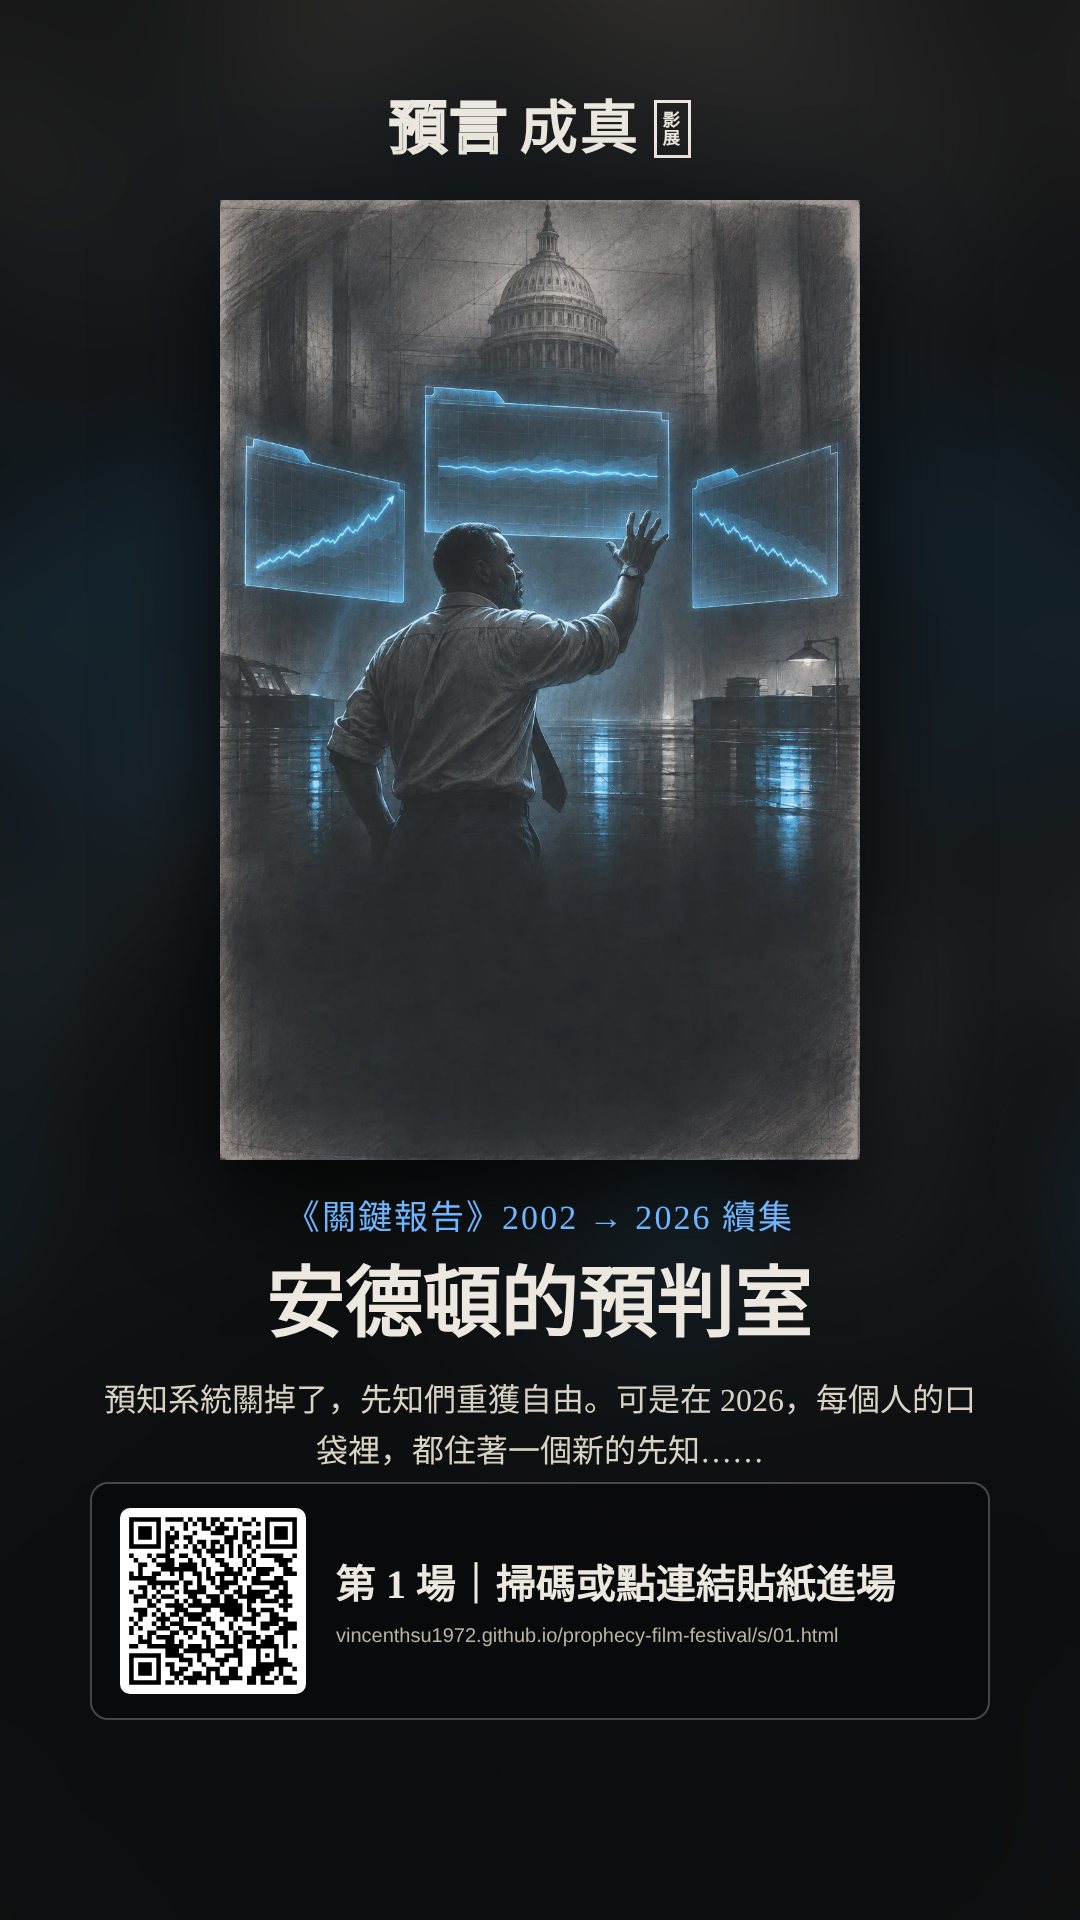 預言成真 影展
《關鍵報告》2002 → 2026 續集
安德頓的預判室
預知系統關掉了，先知們重獲自由。可是在 2026，每個人的口
袋裡，都住著一個新的先知……
第 1 場｜掃碼或點連結貼紙進場
vincenthsu1972.github.io/prophecy-film-festival/s/01.html